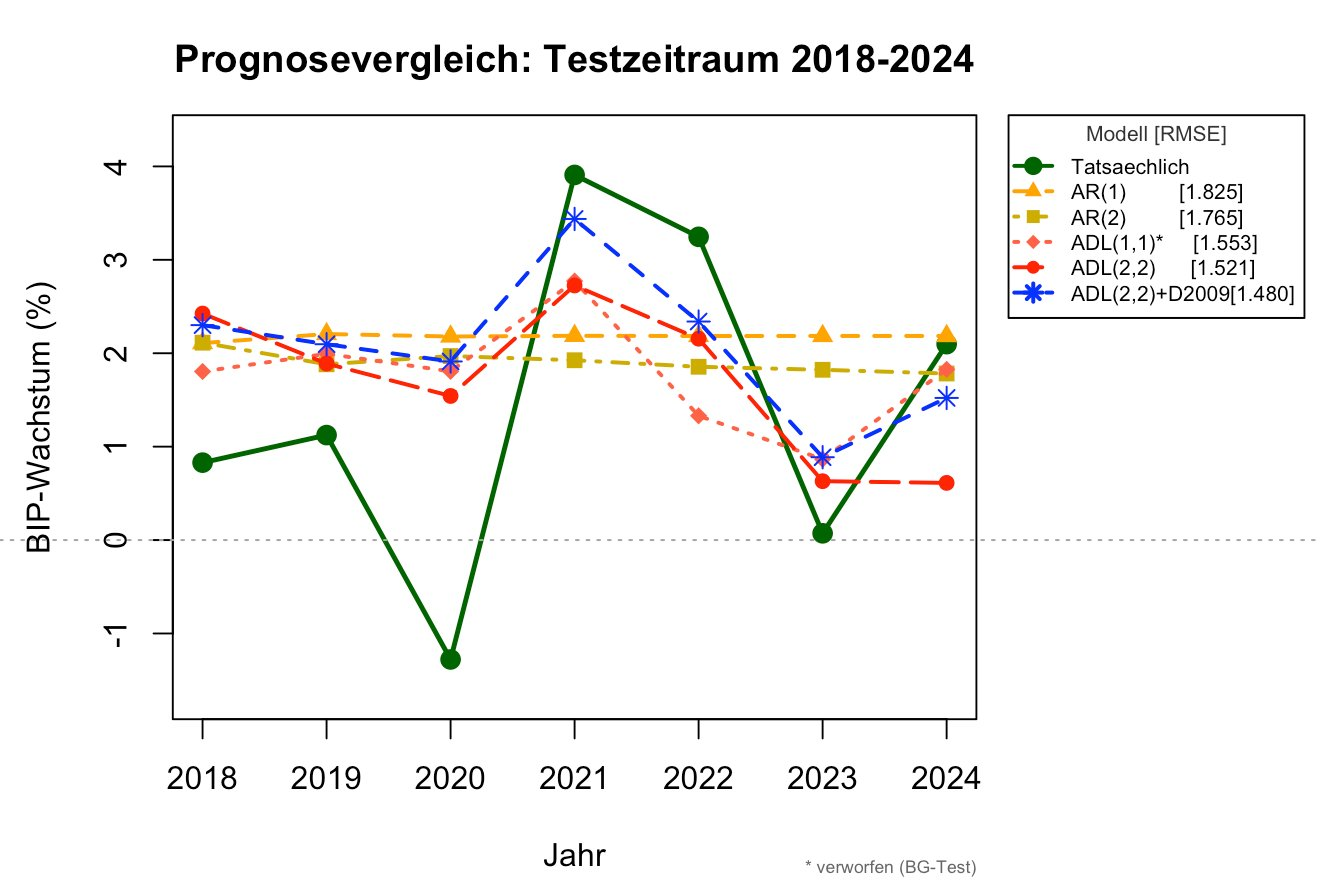 Prognosevergleich: Testzeitraum 2018-2024
BIP-Wachstum (%)
4
3
2
1
0
-1
2018 2019 2020 2021 2022 2023 2024
Jahr
* verworfen (BG-Test)
Modell [RMSE]
Tatsaechlich
AR(1) [1.825]
AR(2) [1.765]
ADL(1,1)* [1.553]
ADL(2,2) [1.521]
ADL(2,2)+D2009[1.480]